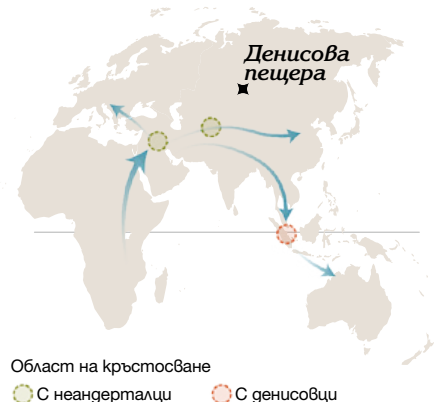 Денисова
пещера
Област на кръстосване
С неандерталци
С денисовци